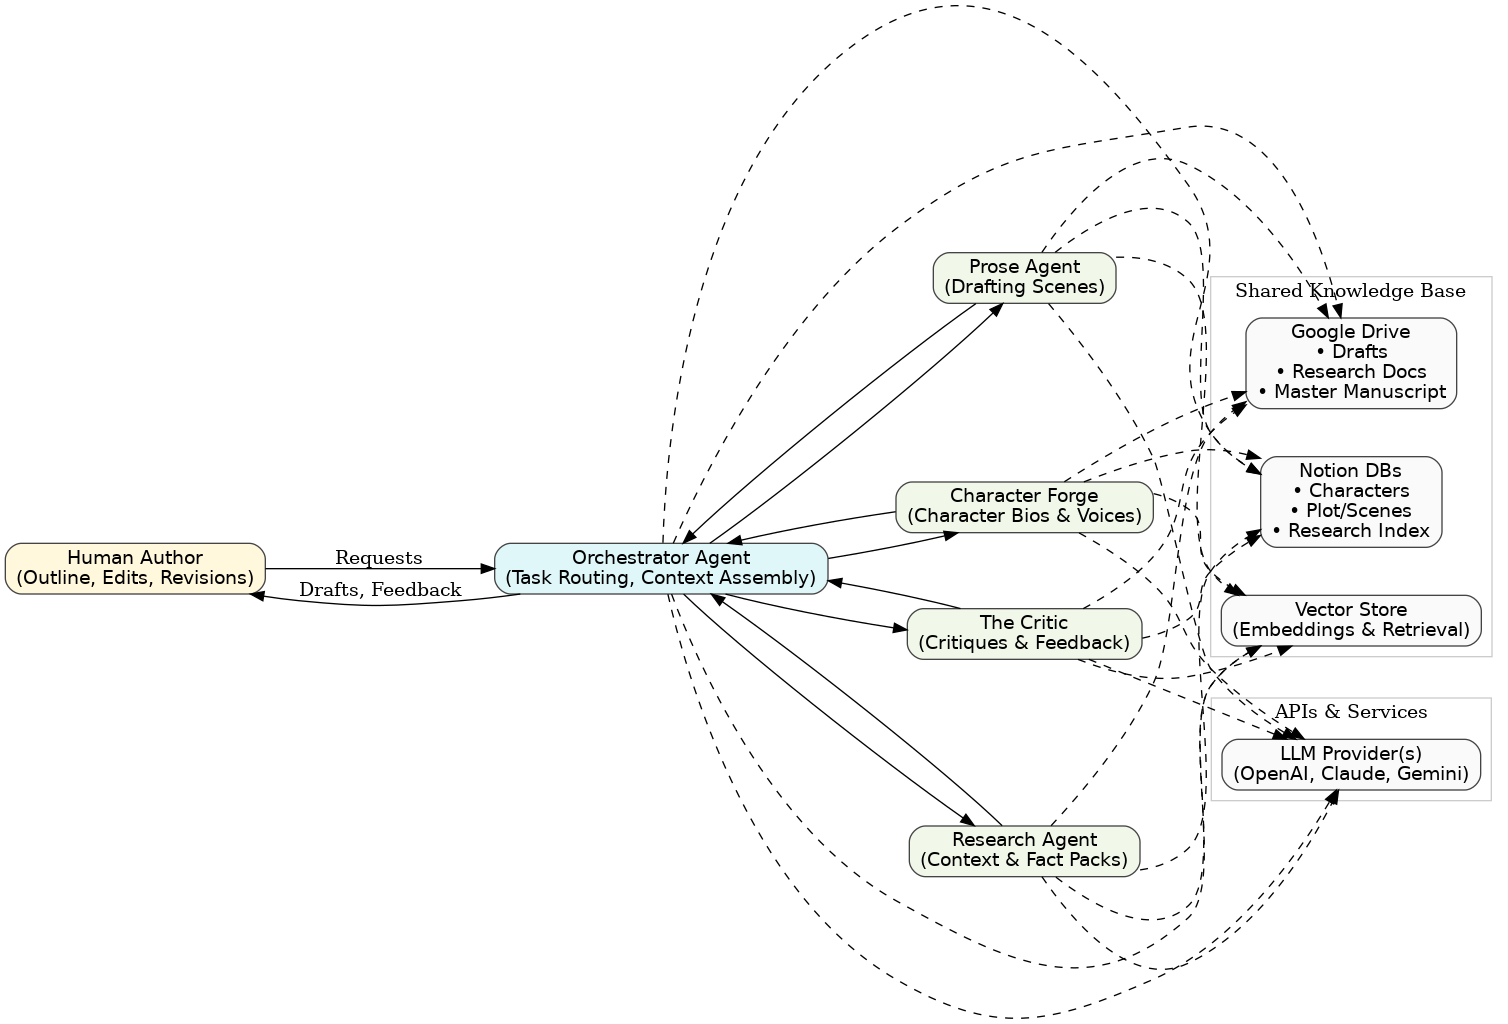 Prose Agent
(Drafting Scenes)
Shared Knowledge Base
Google Drive
• Drafts
• Research Docs
• Master Manuscript
Notion DBs
• Characters
• Plot/Scenes
• Research Index
Character Forge
(Character Bios & Voices)
Human Author
(Outline, Edits, Revisions)
Requests
Drafts, Feedback
Orchestrator Agent
(Task Routing, Context Assembly)
The Critic
(Critiques & Feedback)
Vector Store
(Embeddings & Retrieval)
APIs & Services
LLM Provider(s)
(OpenAI, Claude, Gemini)
Research Agent
(Context & Fact Packs)